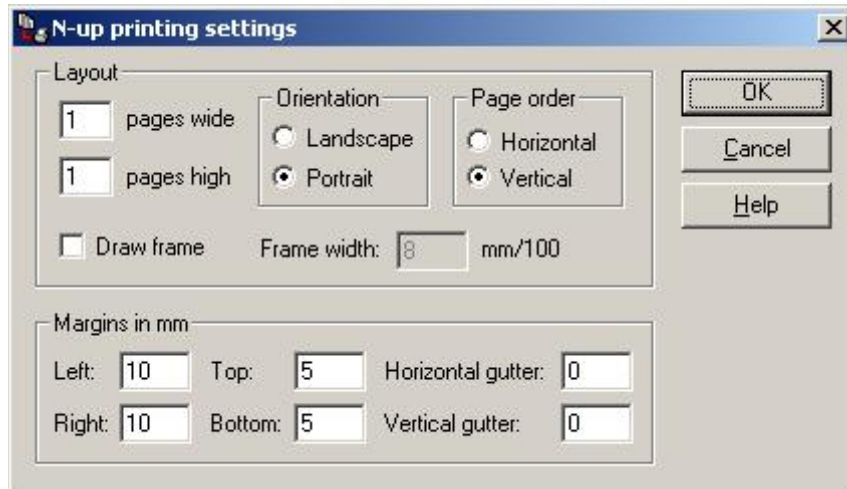 N-up printing settings
Layout
1 pages wide
1 pages high
Orientation
Landscape
Portrait
Page order
Horizontal
Vertical
Draw frame Frame width: 8 mm/100
OK
Cancel
Help
Margins in mm
Left: 10 Top: 5 Horizontal gutter: 0
Right: 10 Bottom: 5 Vertical gutter: 0